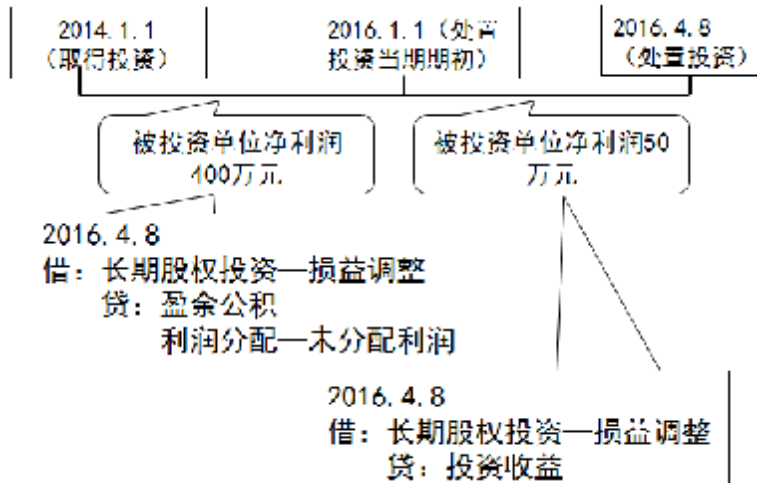 2014.1.1
（取行投资）
2016.1.1（处置
投资当期期初）
2016.4.8
（处置投资）
被投资单位净利润
400万元
被投资单位净利润50
万元
2016.4.8
借：长期股权投资—损益调整
贷：盈余公积
利润分配—未分配利润
2016.4.8
借：长期股权投资—损益调整
贷：投资收益